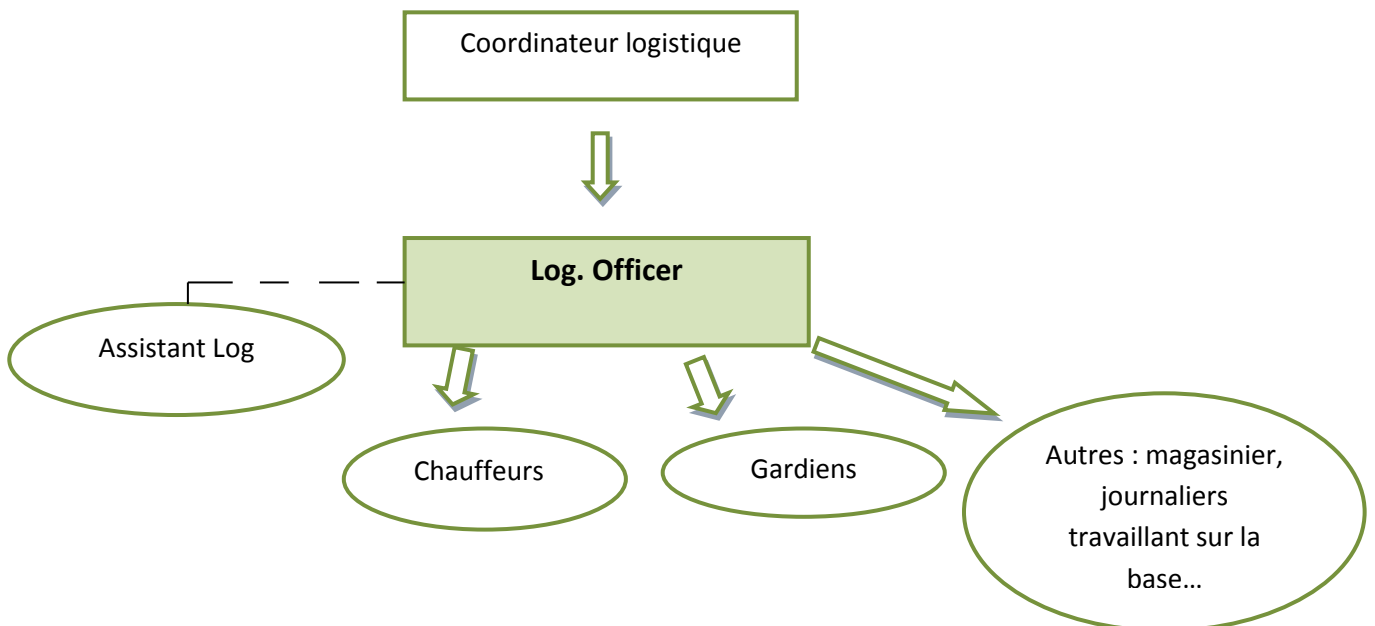 Coordinateur logistique
Log. Officer
Assistant Log
Chauffeurs
Gardiens
Autres : magasinier,
journaliers
travaillant sur la
base…